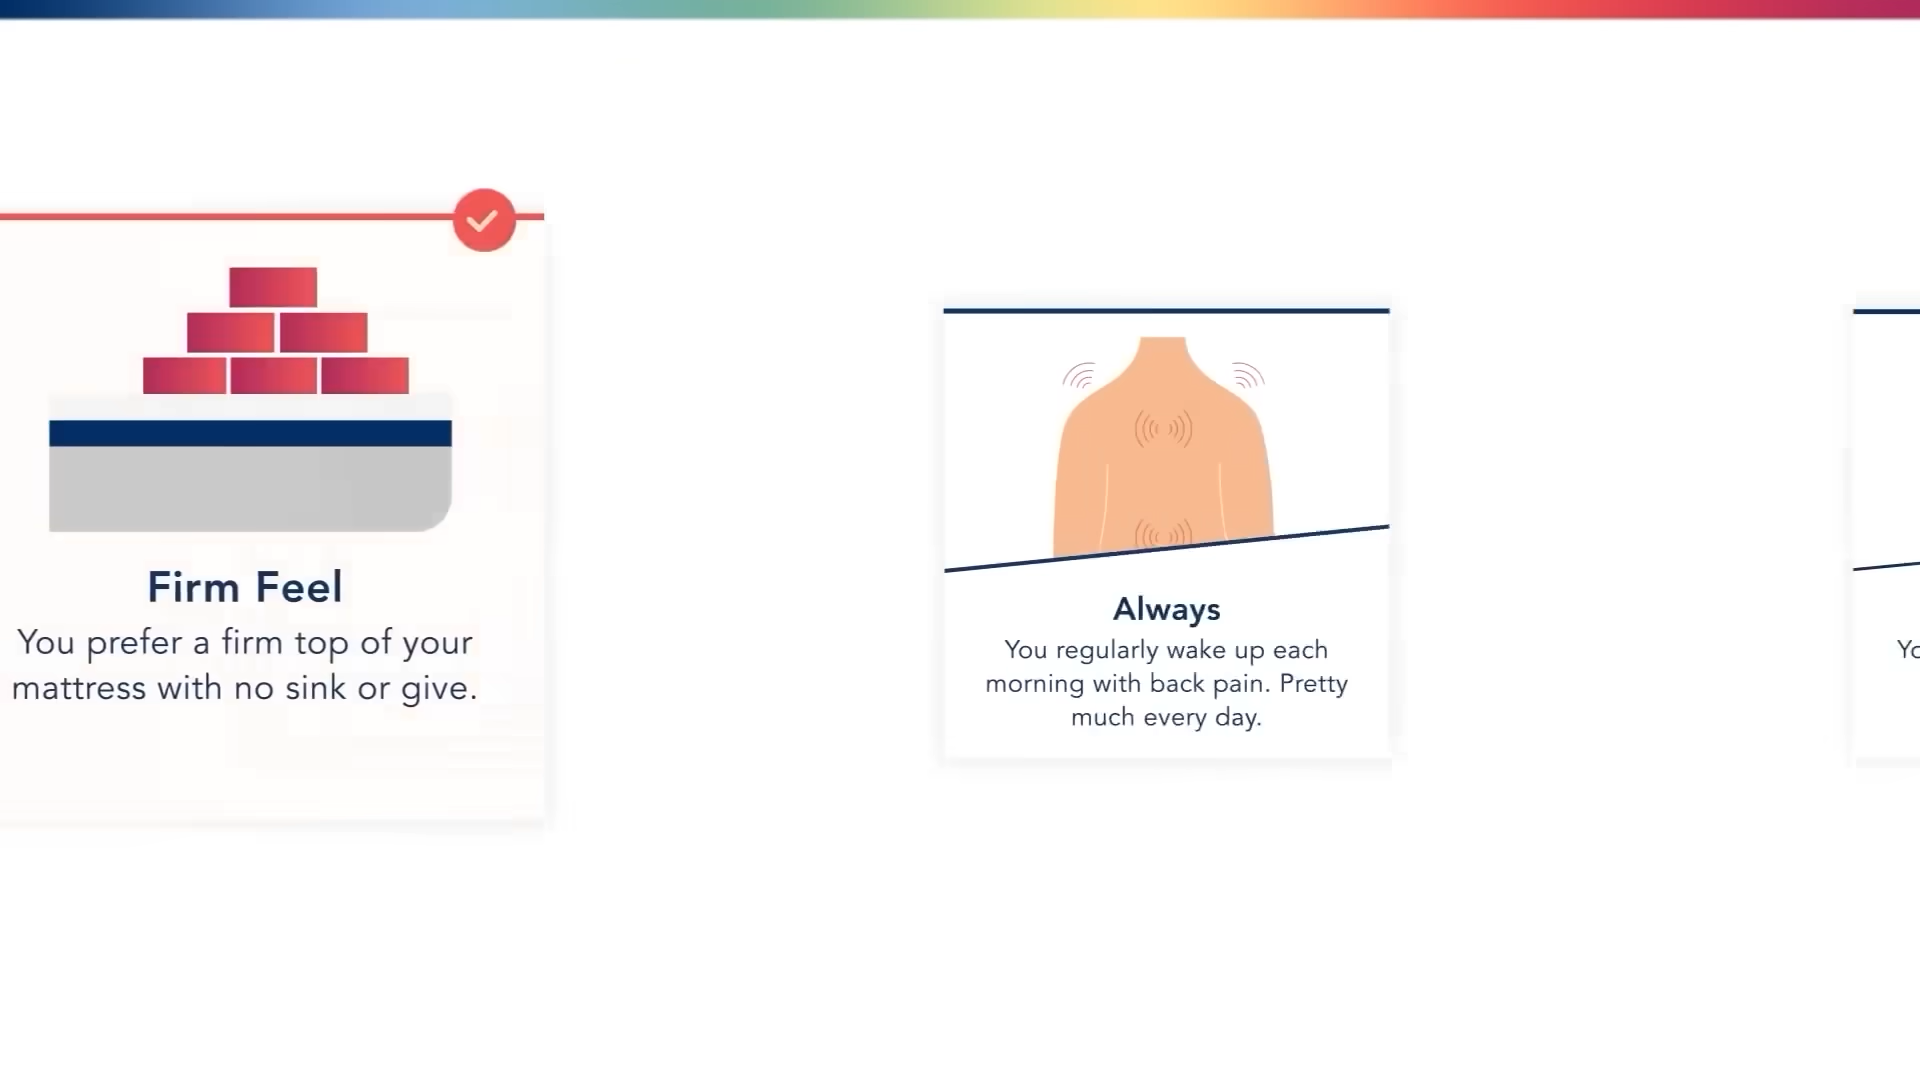 Firm Feel
You prefer a firm top of your
mattress with no sink or give.
Always
You regularly wake up each
morning with back pain. Pretty
much every day.